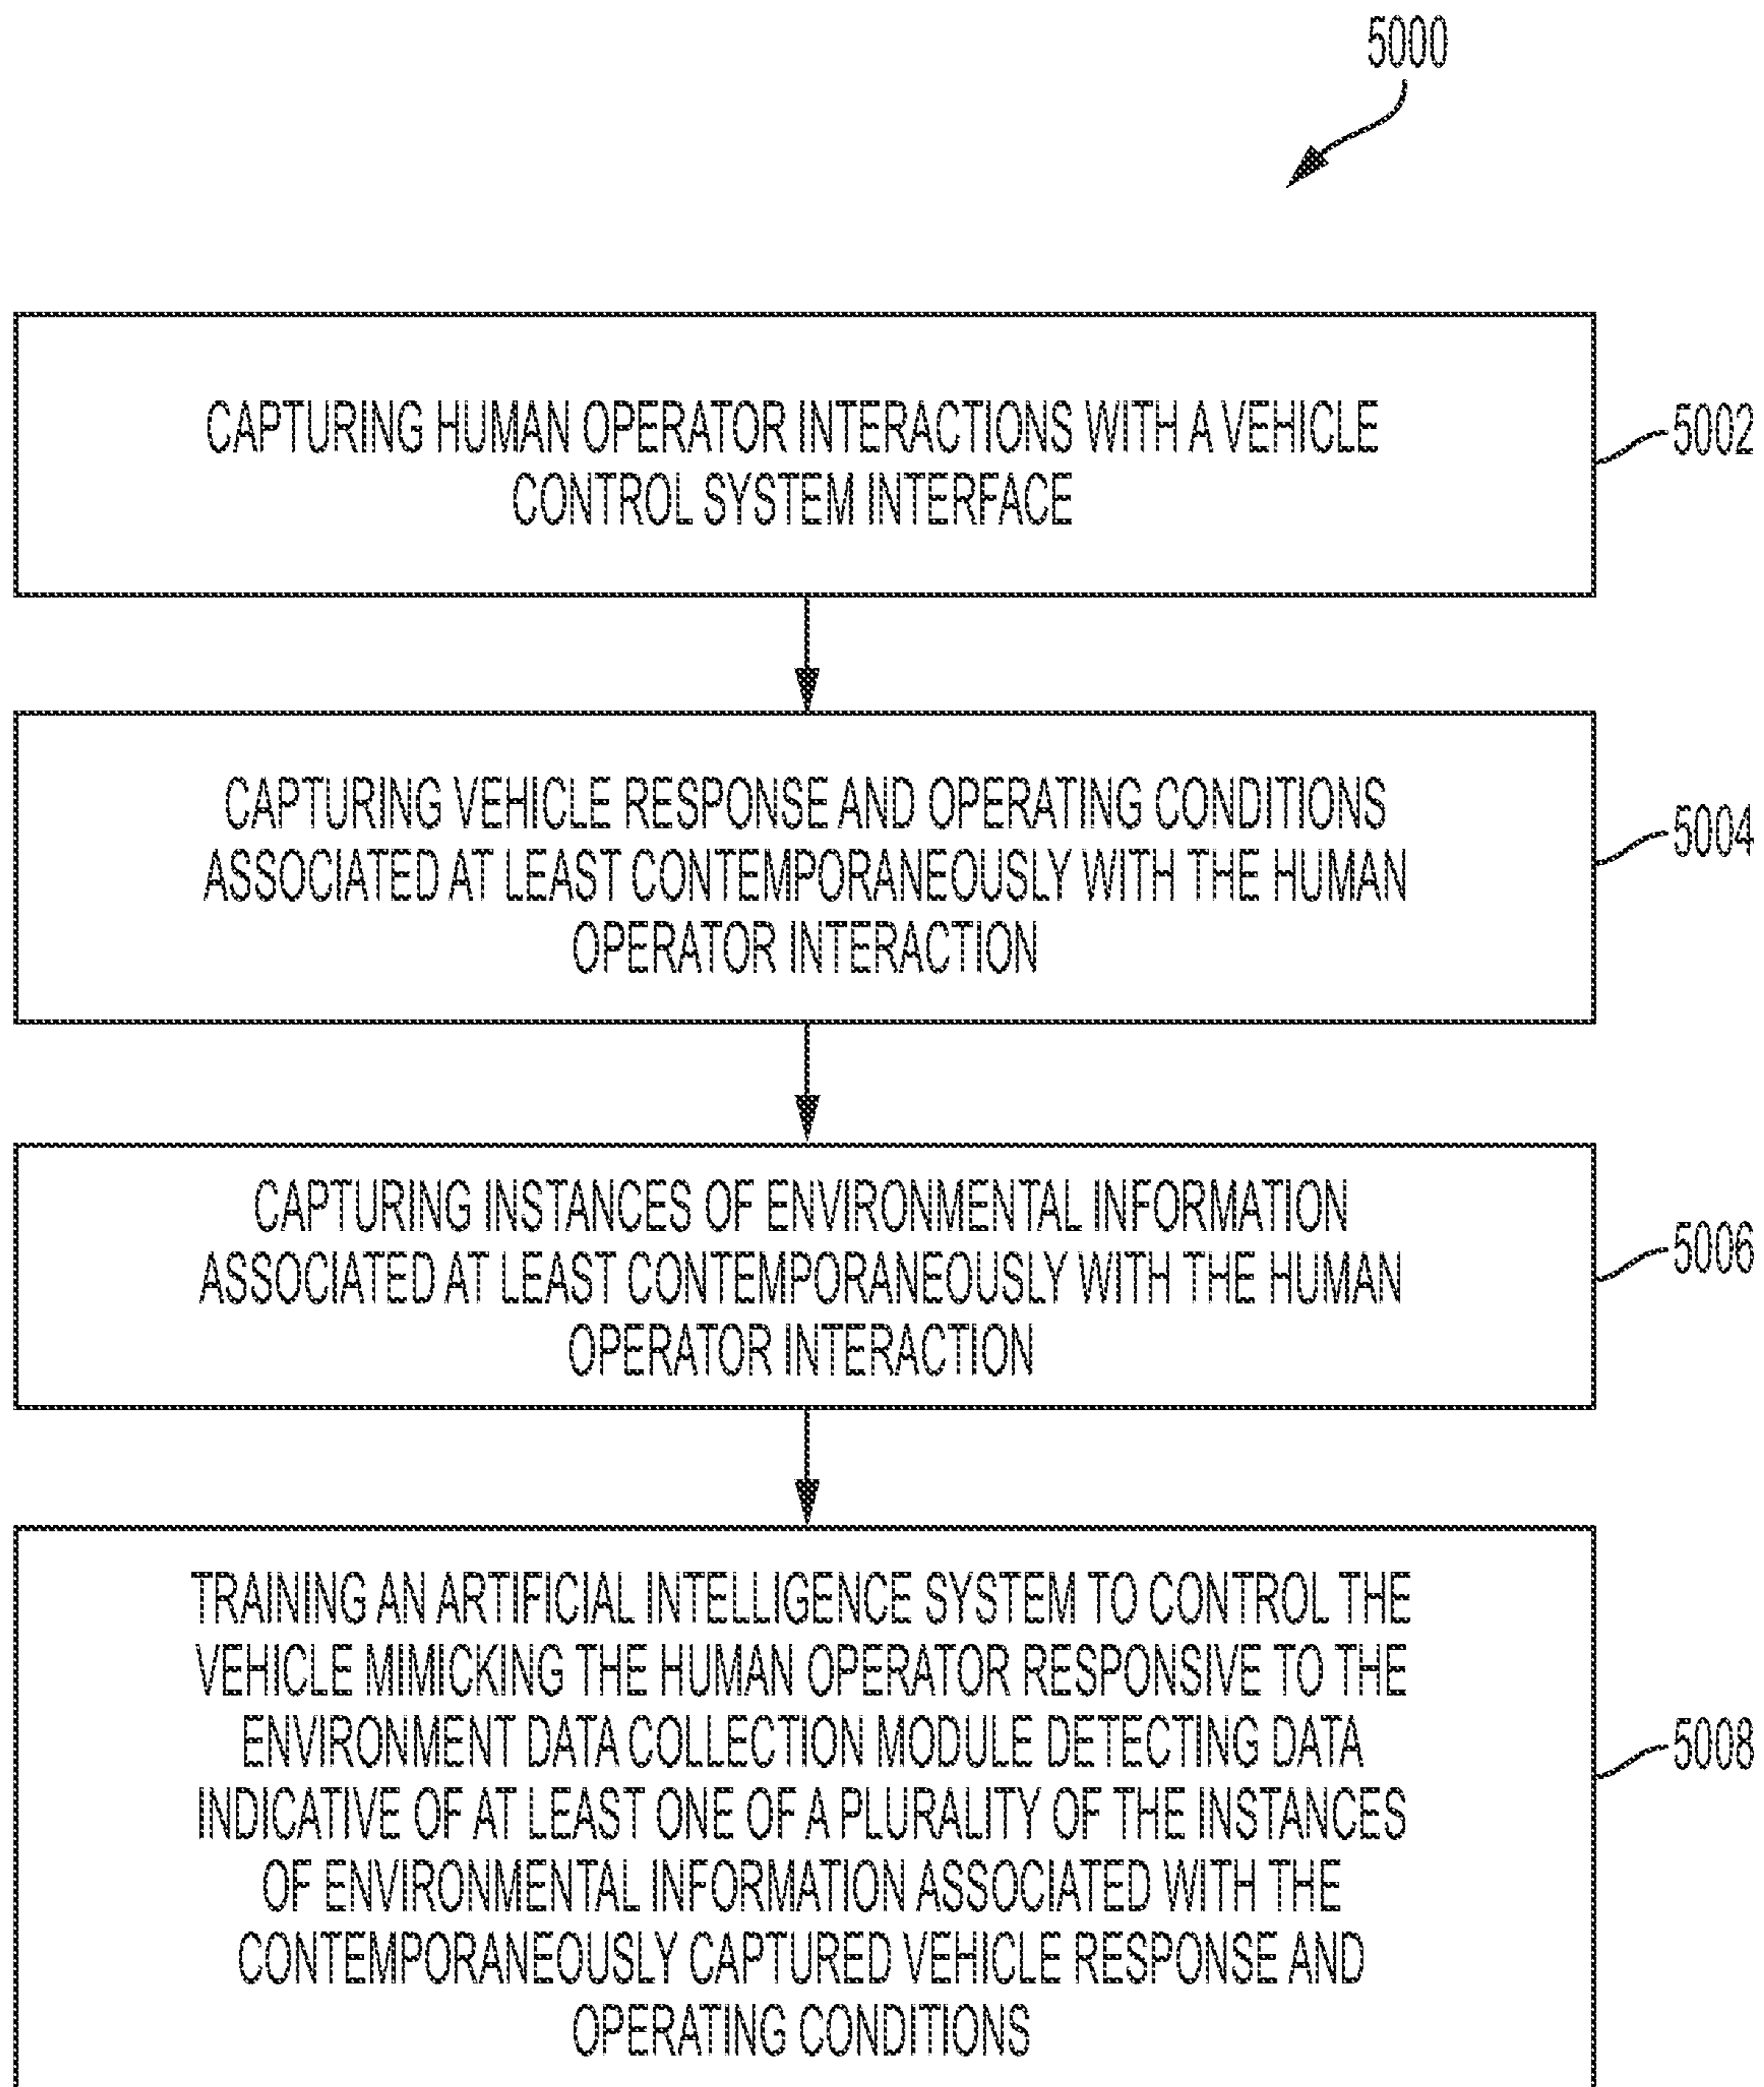 5000
CAPTURING HUMAN OPERATOR INTERACTIONS WITH A VEHICLE
CONTROL SYSTEM INTERFACE
5002
CAPTURING VEHICLE RESPONSE AND OPERATING CONDITIONS
ASSOCIATED AT LEAST CONTEMPORANEOUSLY WITH THE HUMAN
OPERATOR INTERACTION
5004
CAPTURING INSTANCES OF ENVIRONMENTAL INFORMATION
ASSOCIATED AT LEAST CONTEMPORANEOUSLY WITH THE HUMAN
OPERATOR INTERACTION
5006
TRAINING AN ARTIFICIAL INTELLIGENCE SYSTEM TO CONTROL THE
VEHICLE MIMICKING THE HUMAN OPERATOR RESPONSIVE TO THE
ENVIRONMENT DATA COLLECTION MODULE DETECTING DATA
INDICATIVE OF AT LEAST ONE OF A PLURALITY OF THE INSTANCES
OF ENVIRONMENTAL INFORMATION ASSOCIATED WITH THE
CONTEMPORANEOUSLY CAPTURED VEHICLE RESPONSE AND
OPERATING CONDITIONS
5008